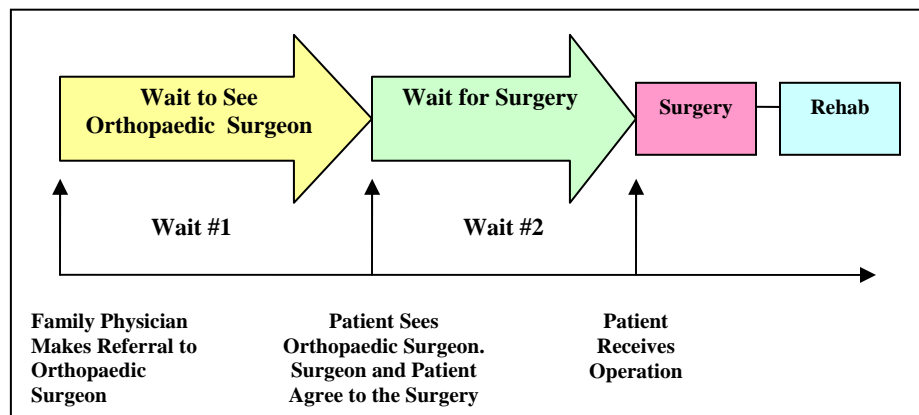 Wait to See
Orthopaedic Surgeon
Wait for Surgery
Surgery
Rehab
Wait #1
Wait #2
Family Physician
Makes Referral to
Orthopaedic
Surgeon
Patient Sees
Orthopaedic Surgeon.
Surgeon and Patient
Agree to the Surgery
Patient
Receives
Operation